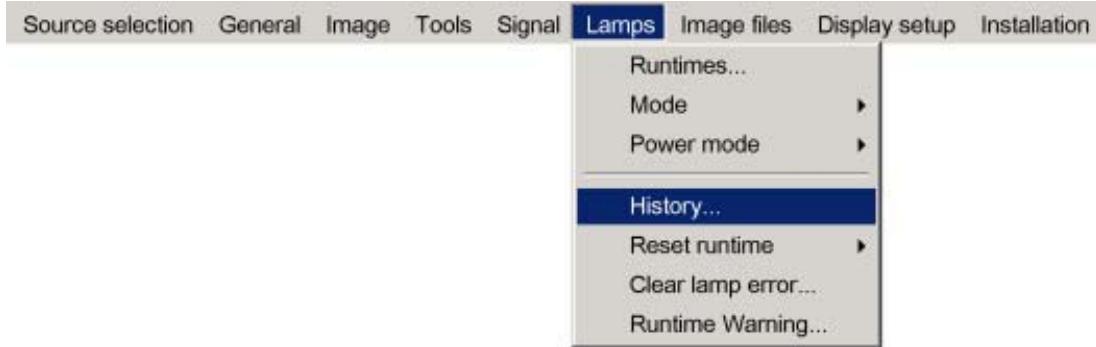 Source selection General Image Tools Signal Lamps Image files Display setup Installation
Runtimes...
Mode
Power mode
History...
Reset runtime
Clear lamp error...
Runtime Warning...